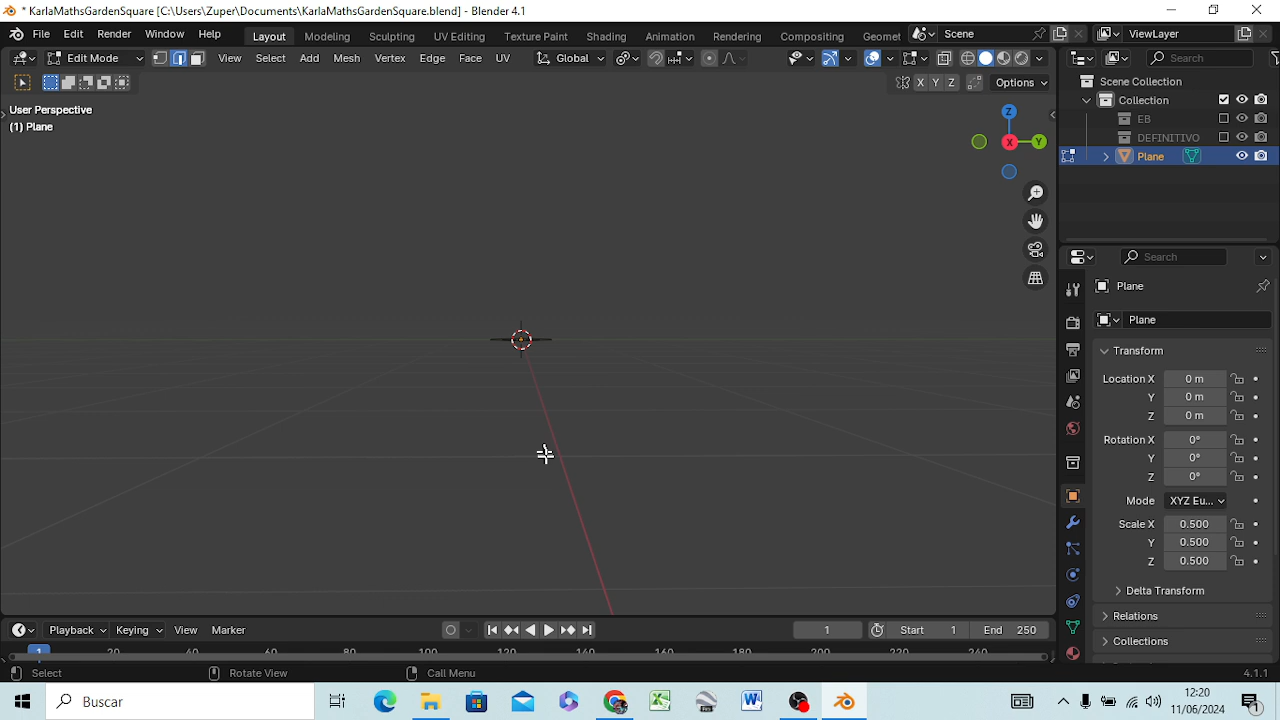 * KarlaMathsGardenSquare [C:\Users\Zuper\Documents\KarlaMathsGardenSquare.blend] - Blender 4.1
File Edit Render Window Help Layout Modeling Sculpting UV Editing Texture Paint Shading Animation Rendering Compositing Geomet Scene ViewLayer
Edit Mode View Select Add Mesh Vertex Edge Face UV Global Search
X Y Z Options
Scene Collection
User Perspective
(1) Plane
Collection
EB
DEFINITIVO
Plane
Z
X
Y
Search
Plane
Plane
Transform
Location X 0 m
Y 0 m
Z 0 m
Rotation X 0°
Y 0°
Z 0°
Mode XYZ Eu...
Scale X 0.500
Y 0.500
Z 0.500
Delta Transform
Relations
Collections
Playback Keying View Marker 1 Start 1 End 250
1 20 40 60 80 100 120 140 160 180 200 220 240
Select Rotate View Call Menu 4.1.1
Buscar
12:20
11/06/2024
1